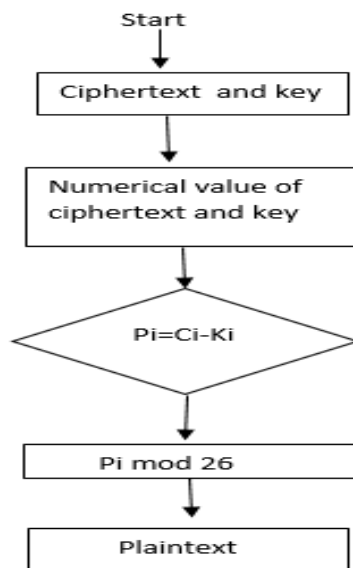 Start
Ciphertext and key
Numerical value of
ciphertext and key
Pi=Ci-Ki
Pi mod 26
Plaintext